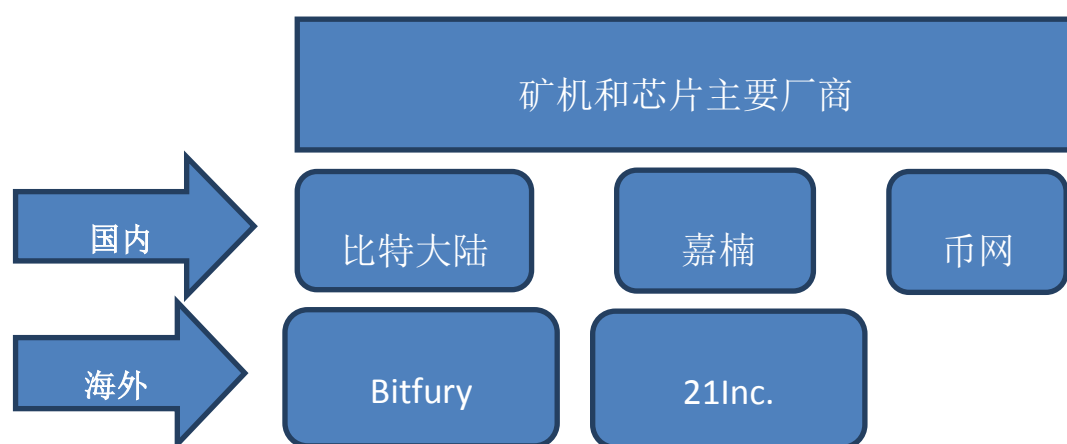 矿机和芯片主要厂商
国内
比特大陆
嘉楠
币网
海外
Bitfury
21Inc.